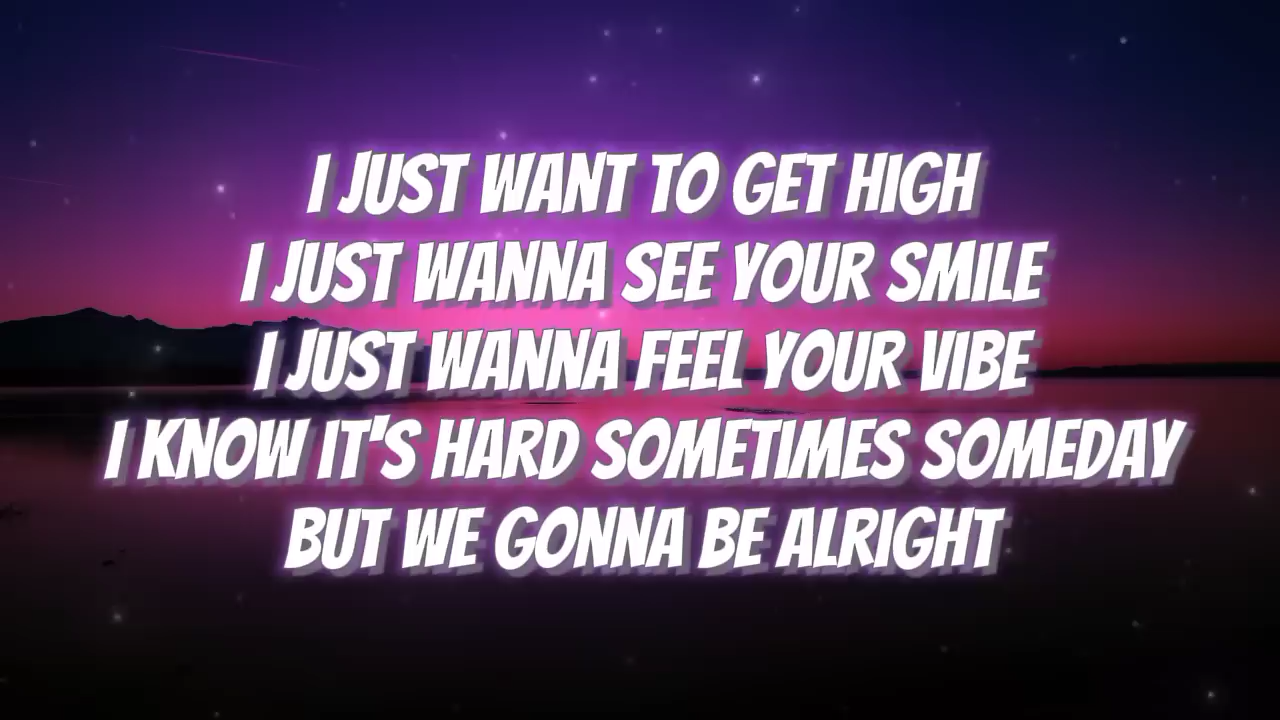 I JUST WANT TO GET HIGH
I JUST WANNA SEE YOUR SMILE
I JUST WANNA FEEL YOUR VIBE
I KNOW IT'S HARD SOMETIMES SOMEDAY
BUT WE GONNA BE ALRIGHT